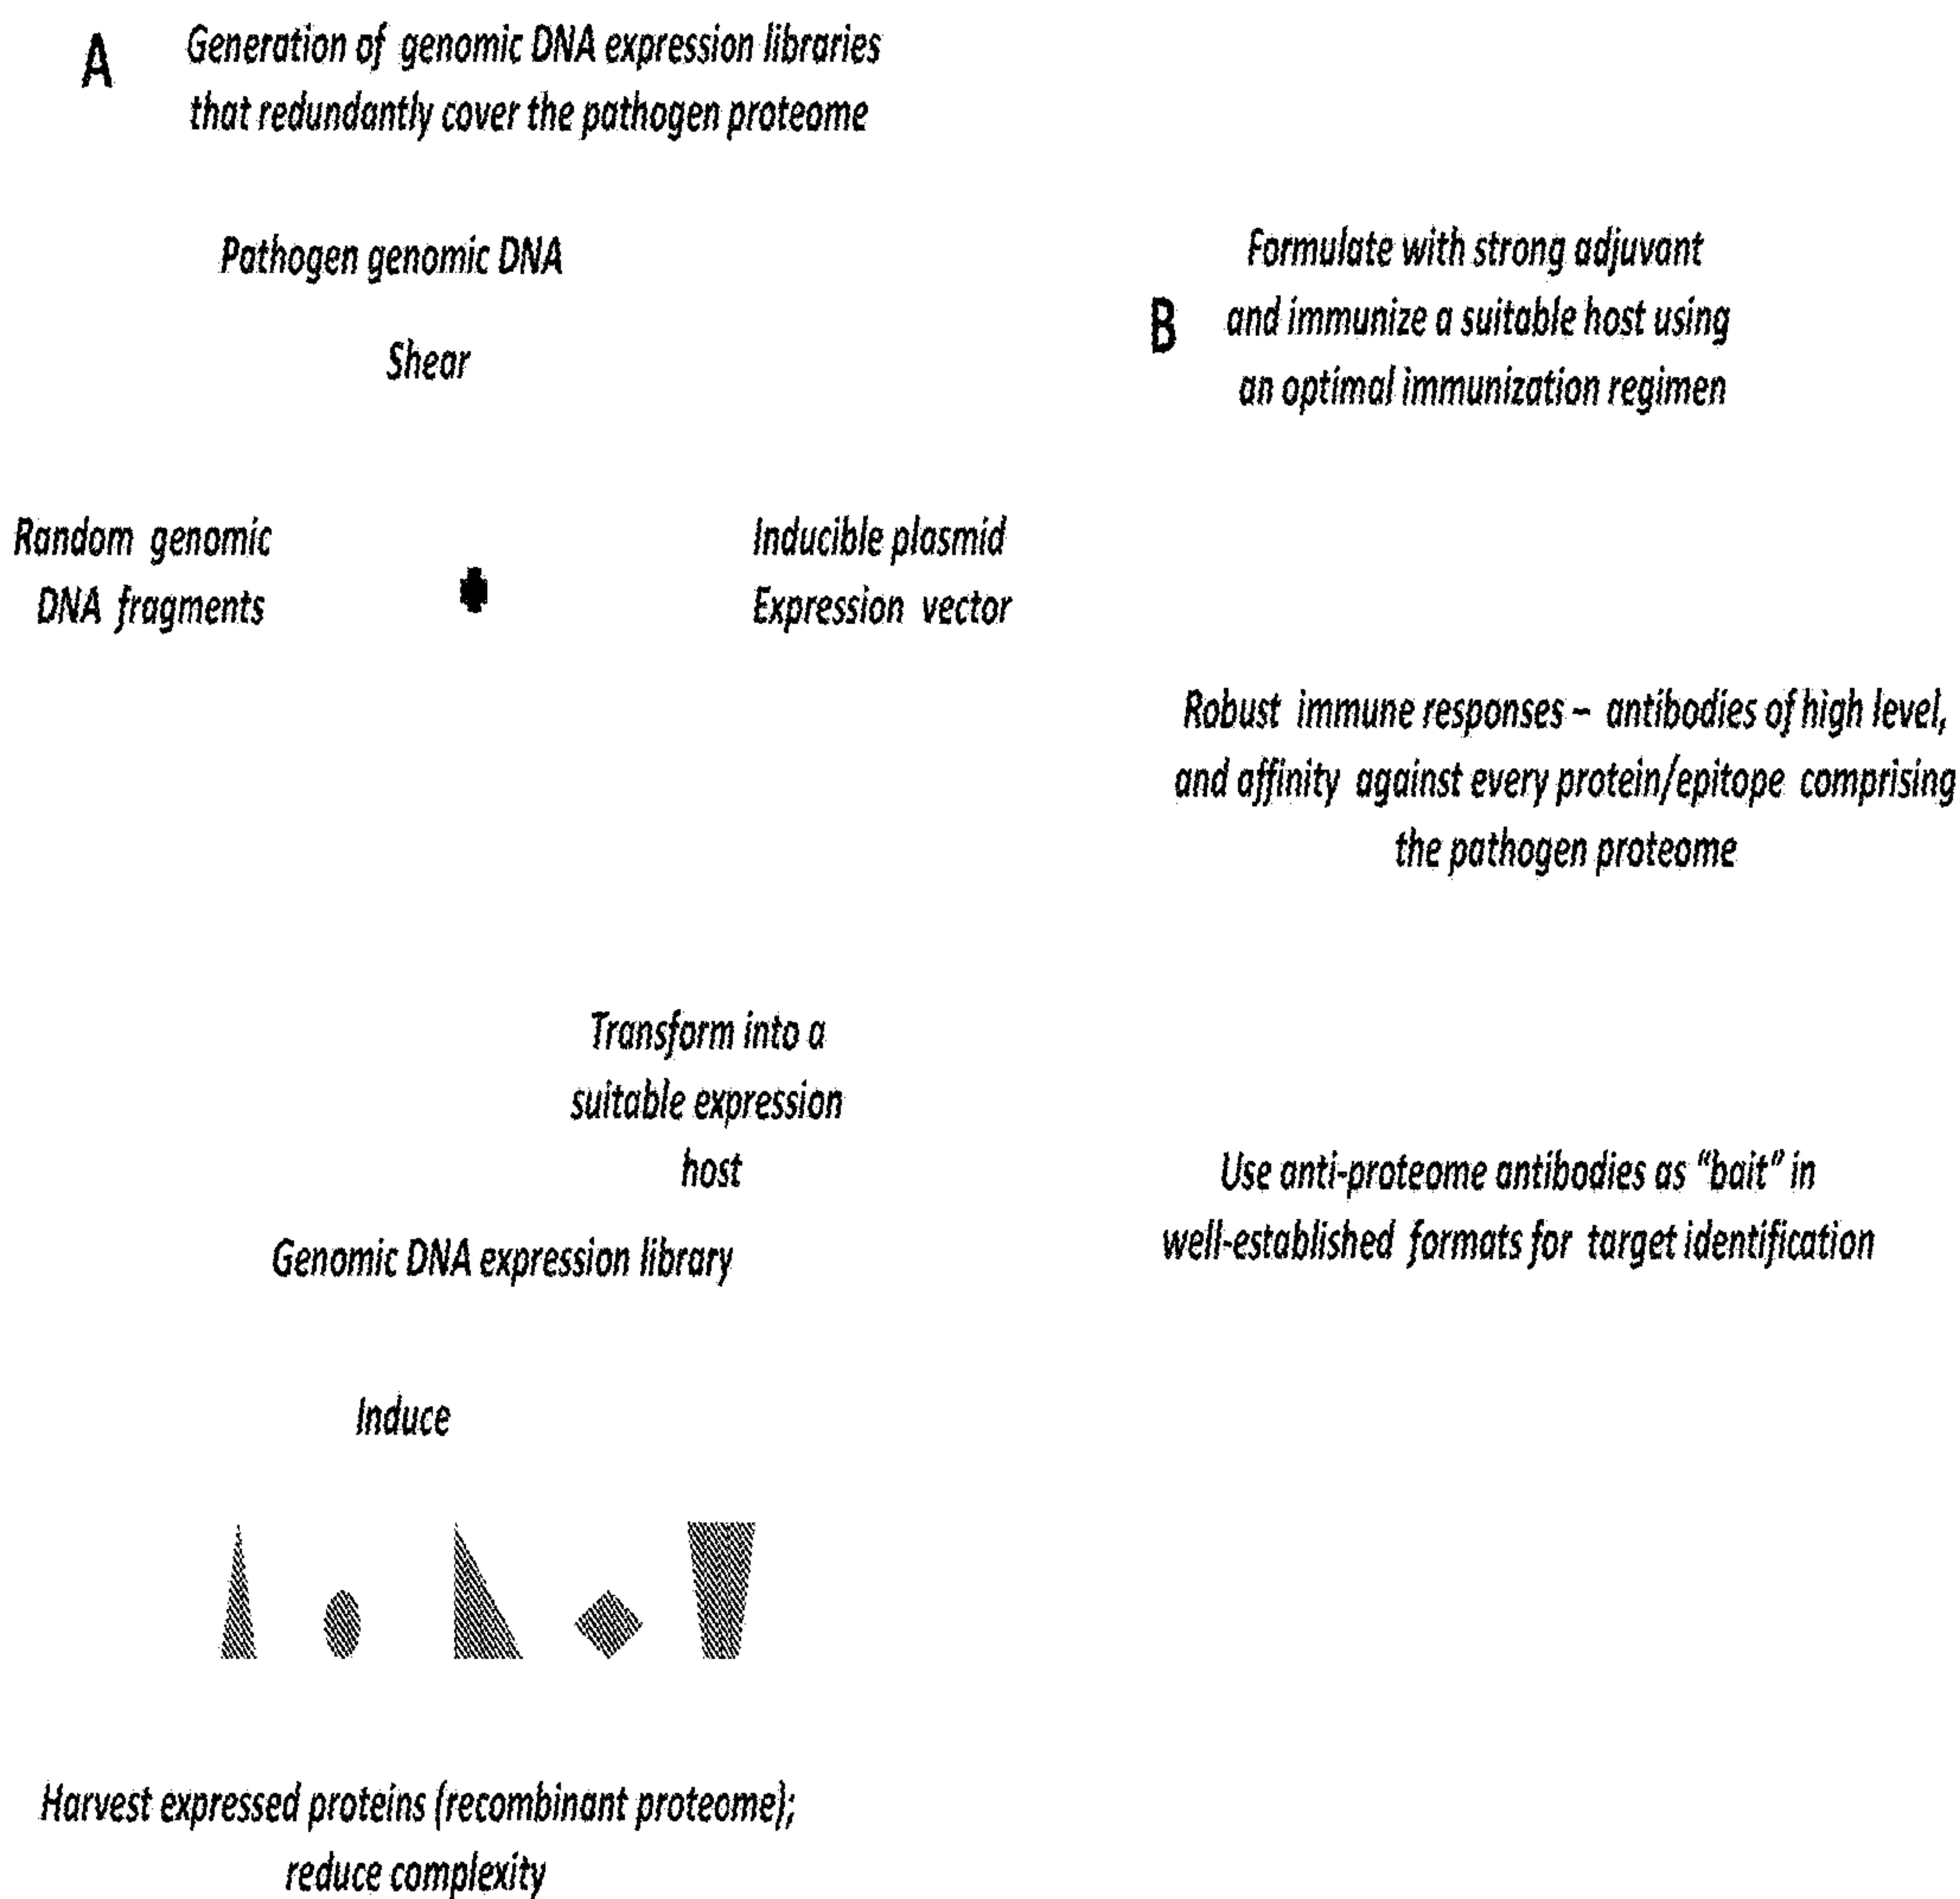 A
Generation of genomic DNA expression libraries
that redundantly cover the pathogen proteome
Pathogen genomic DNA
Shear
Random genomic
DNA fragments
Inducible plasmid
Expression vector
Transform into a
suitable expression
host
Genomic DNA expression library
Induce
Harvest expressed proteins (recombinant proteome);
reduce complexity
B
Formulate with strong adjuvant
and immunize a suitable host using
an optimal immunization regimen
Robust immune responses – antibodies of high level,
and affinity against every protein/epitope comprising
the pathogen proteome
Use anti-proteome antibodies as “bait” in
well-established formats for target identification